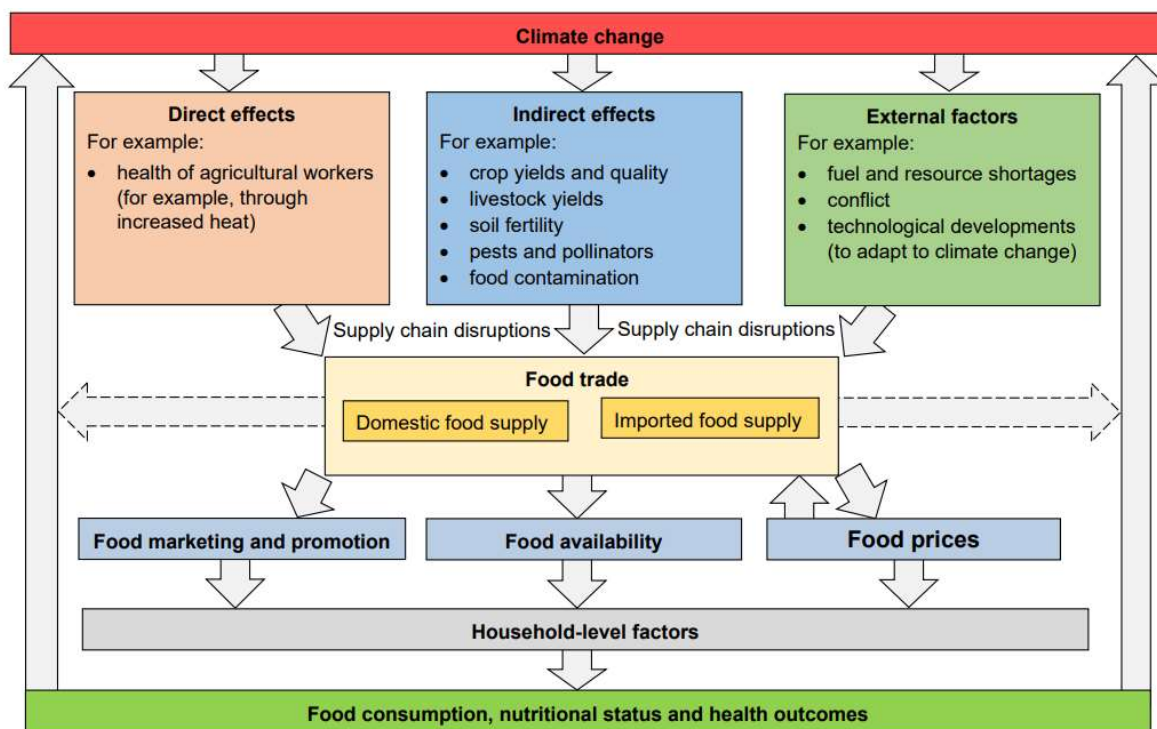 Climate change
Direct effects
For example:
• health of agricultural workers
(for example, through
increased heat)
Indirect effects
For example:
• crop yields and quality
• livestock yields
• soil fertility
• pests and pollinators
• food contamination
External factors
For example:
• fuel and resource shortages
• conflict
• technological developments
(to adapt to climate change)
Supply chain disruptions
Supply chain disruptions
Food trade
Domestic food supply
Imported food supply
Food marketing and promotion
Food availability
Food prices
Household-level factors
Food consumption, nutritional status and health outcomes